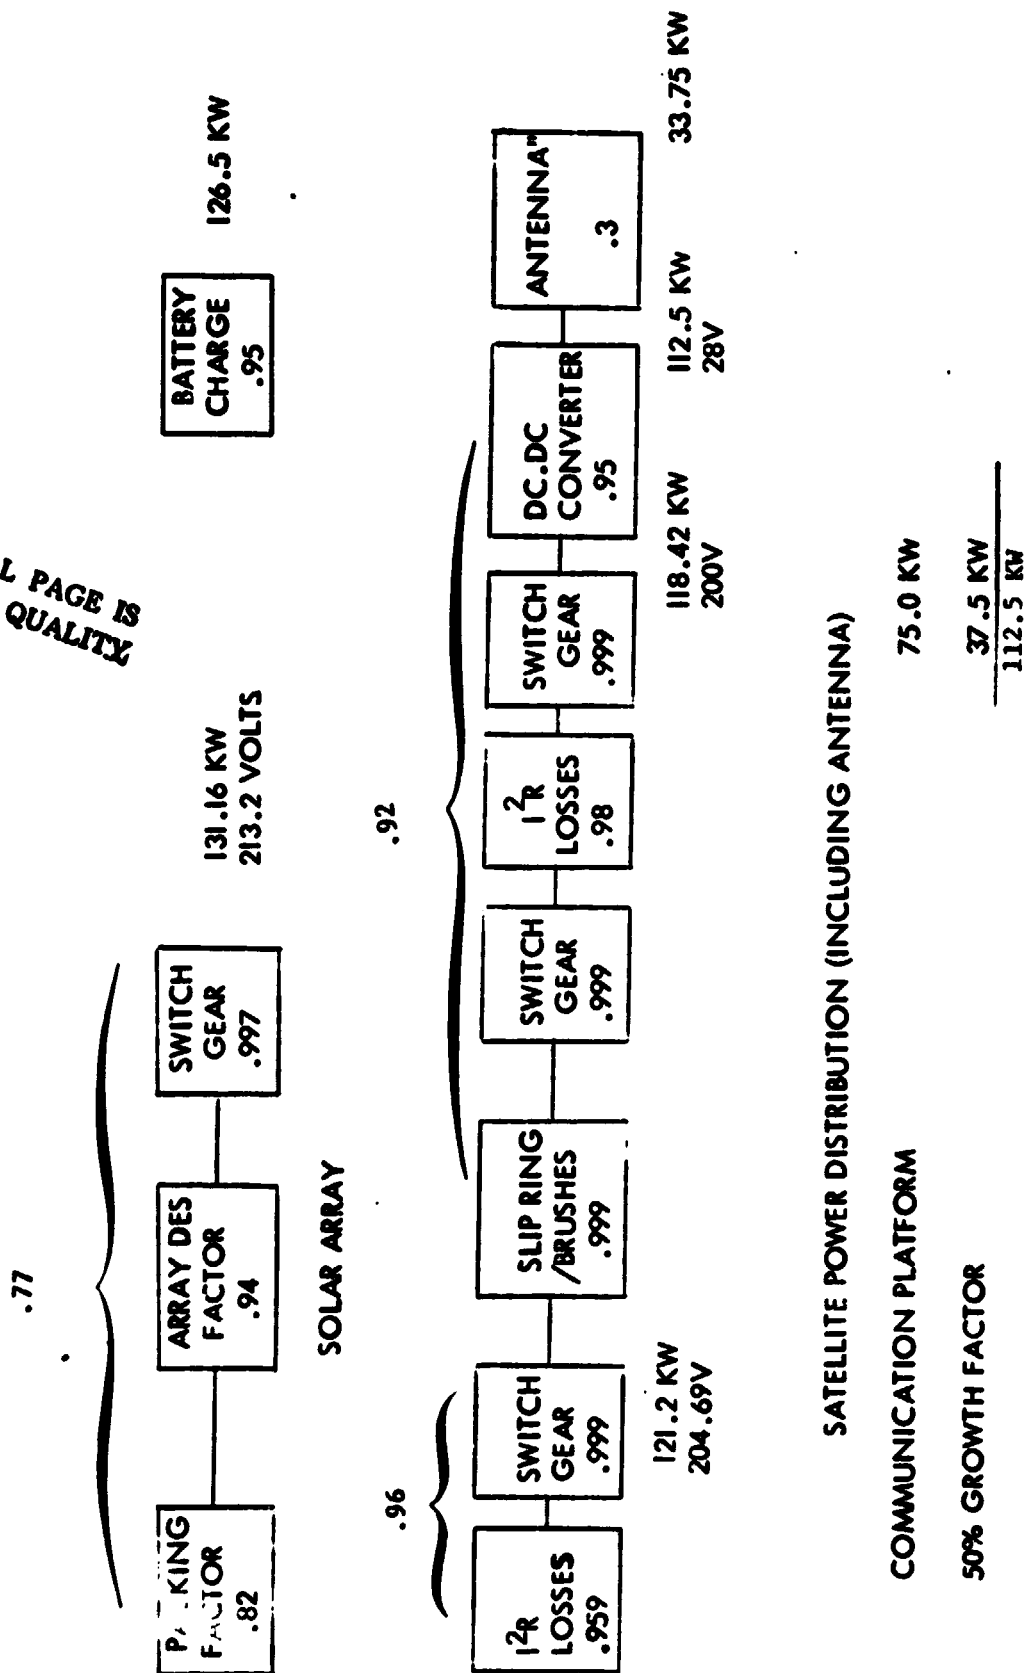 L PAGE IS
QUALITY
.77
PACKING
FACTOR
.82
ARRAY DES
FACTOR
.94
SWITCH
GEAR
.997
131.16 KW
213.2 VOLTS
BATTERY
CHARGE
.95
126.5 KW
SOLAR ARRAY
.96
.92
I²R
LOSSES
.959
SWITCH
GEAR
.999
121.2 KW
204.69V
SLIP RING
/BRUSHES
.999
SWITCH
GEAR
.999
I²R
LOSSES
.98
SWITCH
GEAR
.999
118.42 KW
200V
DC.DC
CONVERTER
.95
112.5 KW
28V
ANTENNA"
.3
33.75 KW
SATELLITE POWER DISTRIBUTION (INCLUDING ANTENNA)
COMMUNICATION PLATFORM 75.0 KW
50% GROWTH FACTOR 37.5 KW
112.5 KW